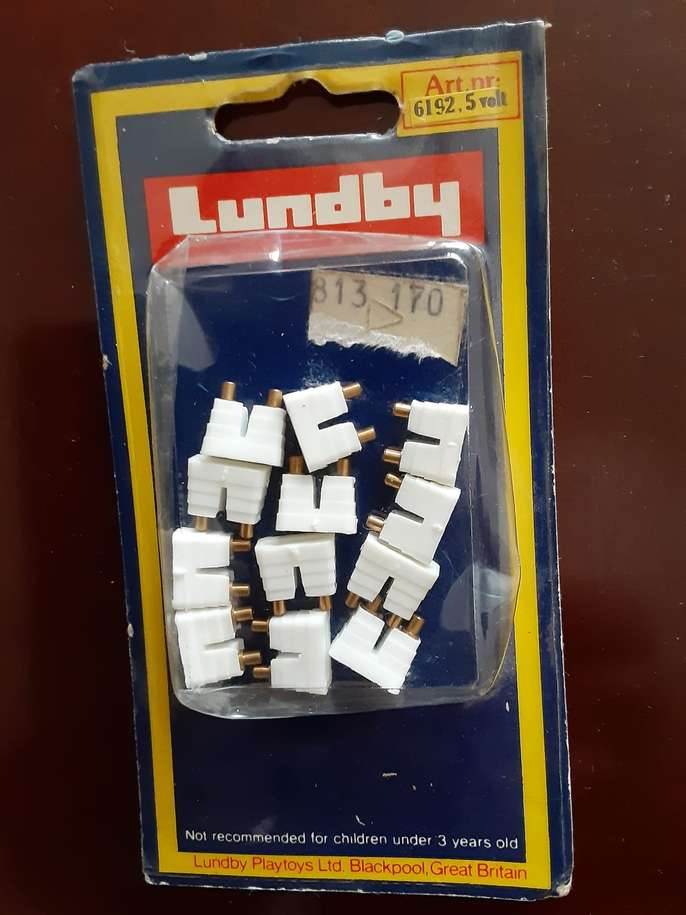 Art.nr:
6192.5 volt
Lundby
813 170
Not recommended for children under 3 years old
Lundby Playtoys Ltd. Blackpool, Great Britain